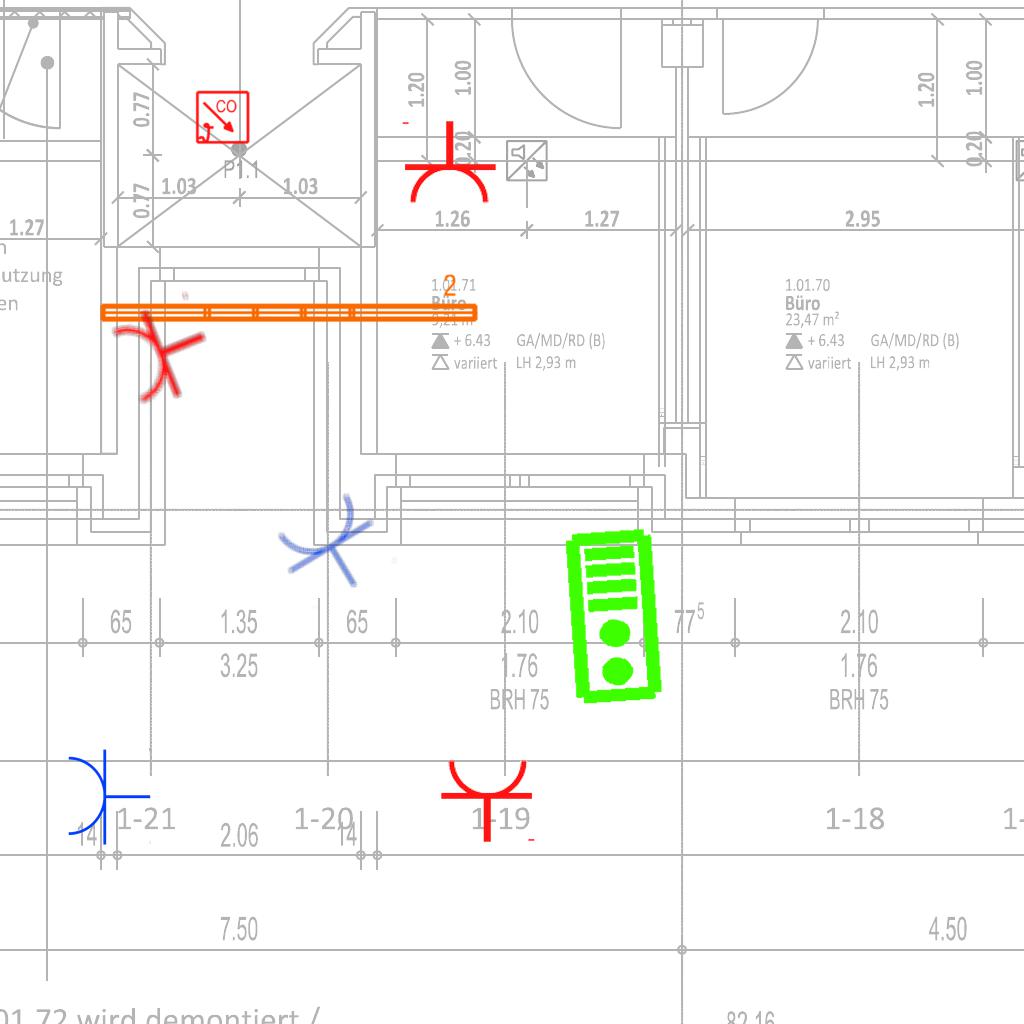 1.20
1.00
1.20
1.00
0.77
CO
0.20
0.20
P1.1
1.03
1.03
0.77
1.27
1.26
1.27
2.95
utzung
en
2
1.01.71
Büro
+ 6.43 GA/MD/RD (B)
variiert LH 2,93 m
1.01.70
Büro
23,47 m²
+ 6.43 GA/MD/RD (B)
variiert LH 2,93 m
65
1.35
65
2.10
77⁵
2.10
3.25
1.76
1.76
BRH 75
BRH 75
1-21
1-20
1-19
1-18
1-
14
2.06
14
7.50
4.50
01.72 wird demontiert /
82.16